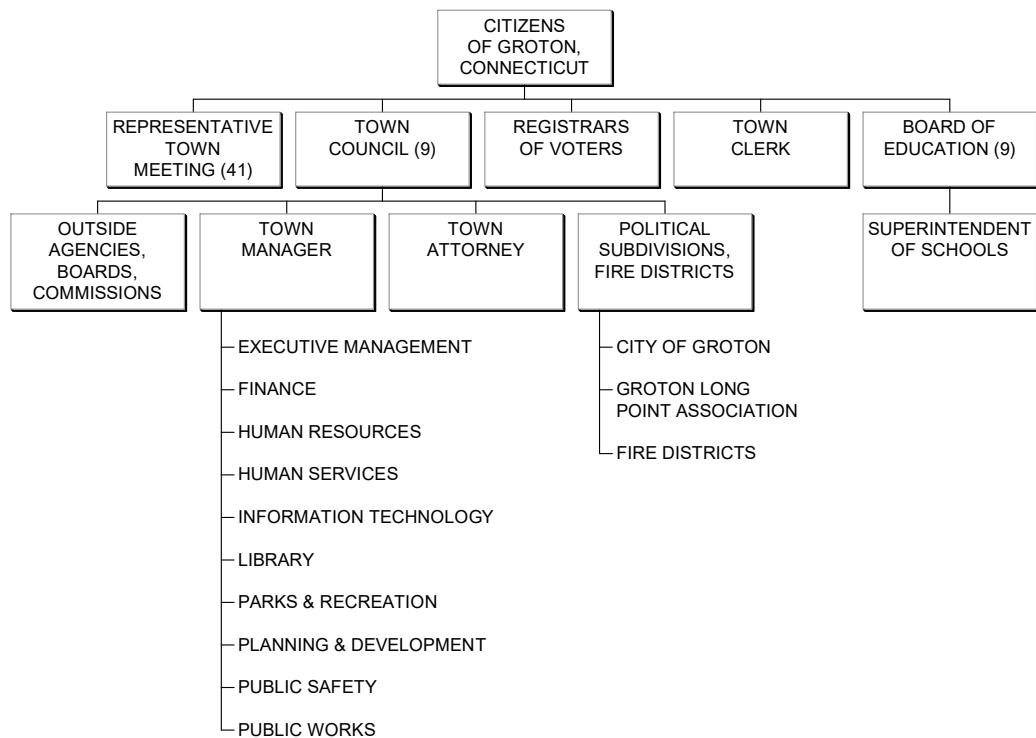 CITIZENS
OF GROTON,
CONNECTICUT
REPRESENTATIVE
TOWN
MEETING (41)
TOWN
COUNCIL (9)
REGISTRARS
OF VOTERS
TOWN
CLERK
BOARD OF
EDUCATION (9)
OUTSIDE
AGENCIES,
BOARDS,
COMMISSIONS
TOWN
MANAGER
TOWN
ATTORNEY
POLITICAL
SUBDIVISIONS,
FIRE DISTRICTS
SUPERINTENDENT
OF SCHOOLS
EXECUTIVE MANAGEMENT
FINANCE
HUMAN RESOURCES
HUMAN SERVICES
INFORMATION TECHNOLOGY
LIBRARY
PARKS & RECREATION
PLANNING & DEVELOPMENT
PUBLIC SAFETY
PUBLIC WORKS
CITY OF GROTON
GROTON LONG
POINT ASSOCIATION
FIRE DISTRICTS